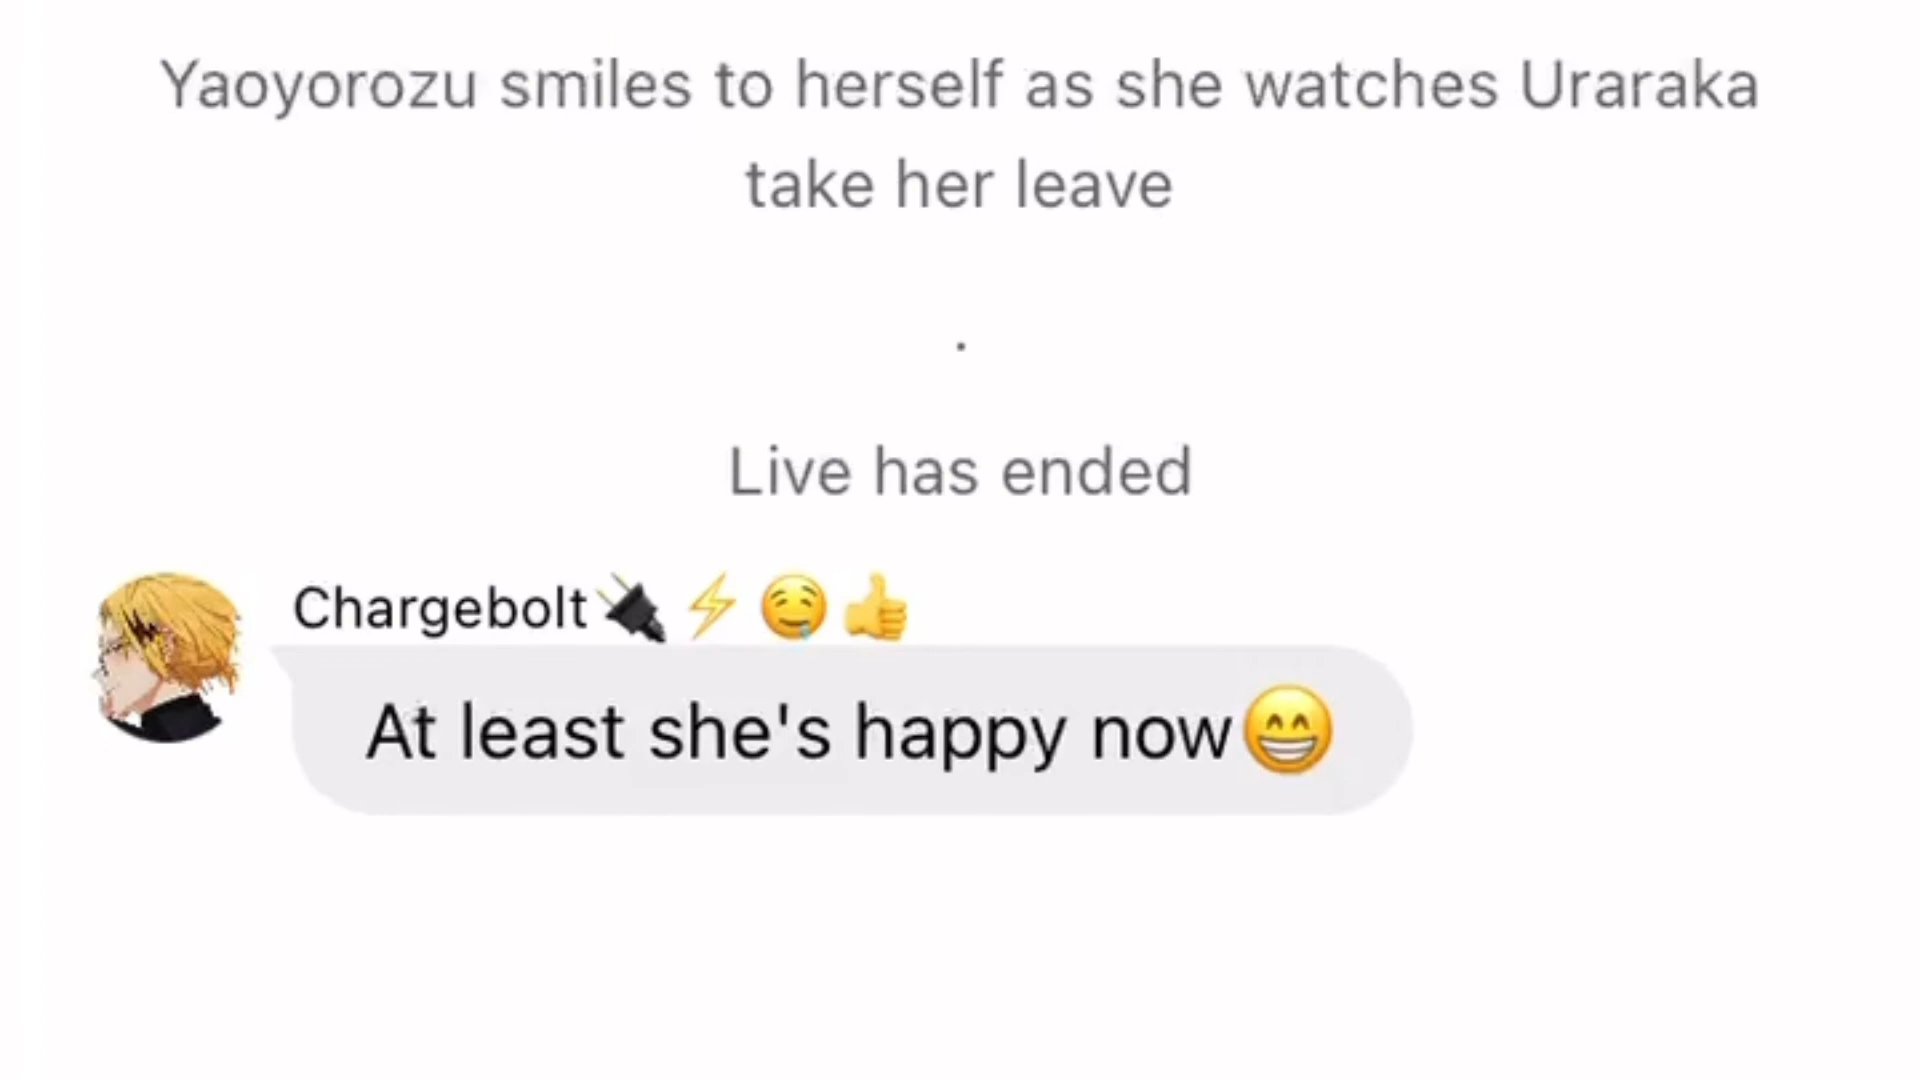 Yaoyorozu smiles to herself as she watches Uraraka
take her leave
.
Live has ended
Chargebolt🔌⚡🤤👍
At least she's happy now😁